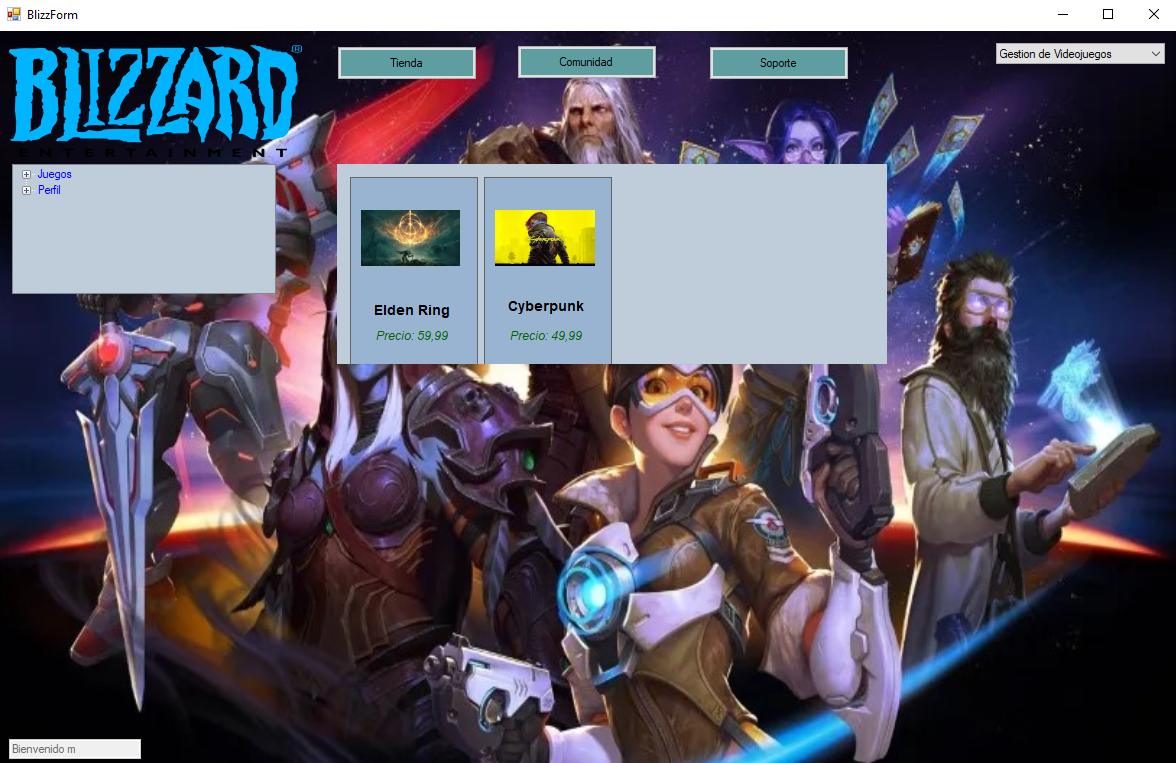 BlizzForm
BLIZZARD®
ENTERTAINMENT
Tienda
Comunidad
Soporte
Gestion de Videojuegos
Juegos
Perfil
Elden Ring
Precio: 59,99
Cyberpunk
Cyberpunk
Precio: 49,99
Bienvenido m